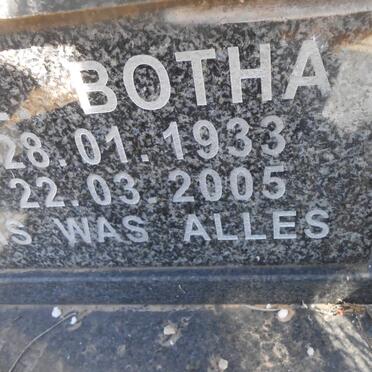 BOTHA
28.01.1933
22.03.2005
WAS ALLES